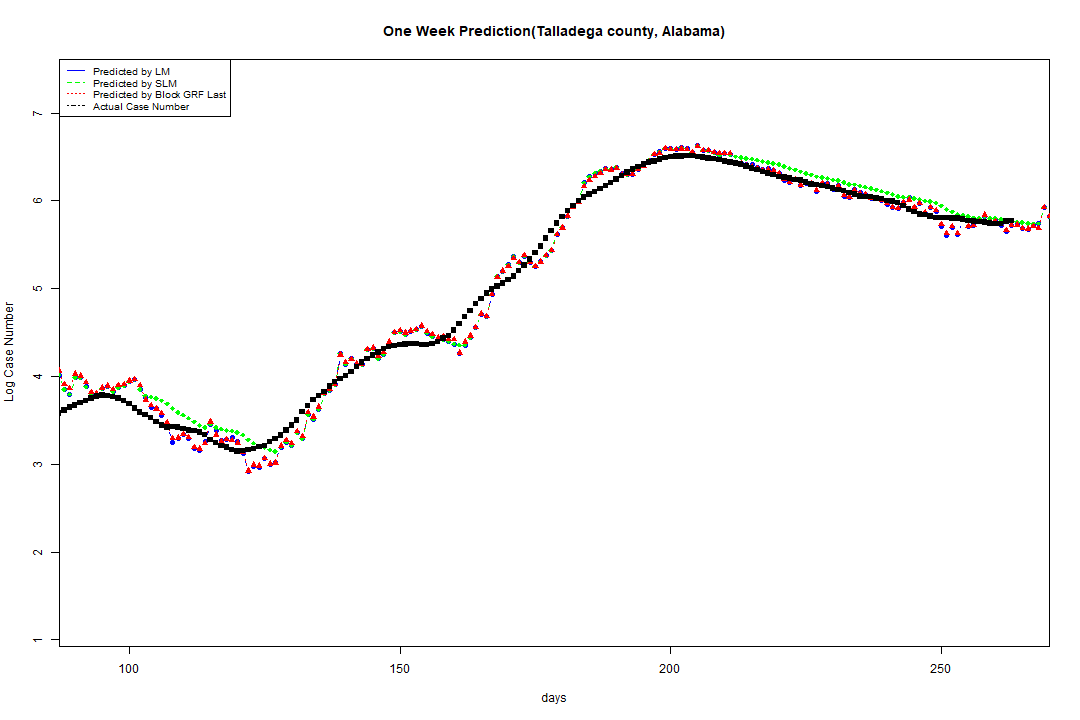 One Week Prediction(Talladega county, Alabama)
Predicted by LM
Predicted by SLM
Predicted by Block GRF Last
Actual Case Number
7
6
5
4
3
2
1
Log Case Number
100 150 200 250
days